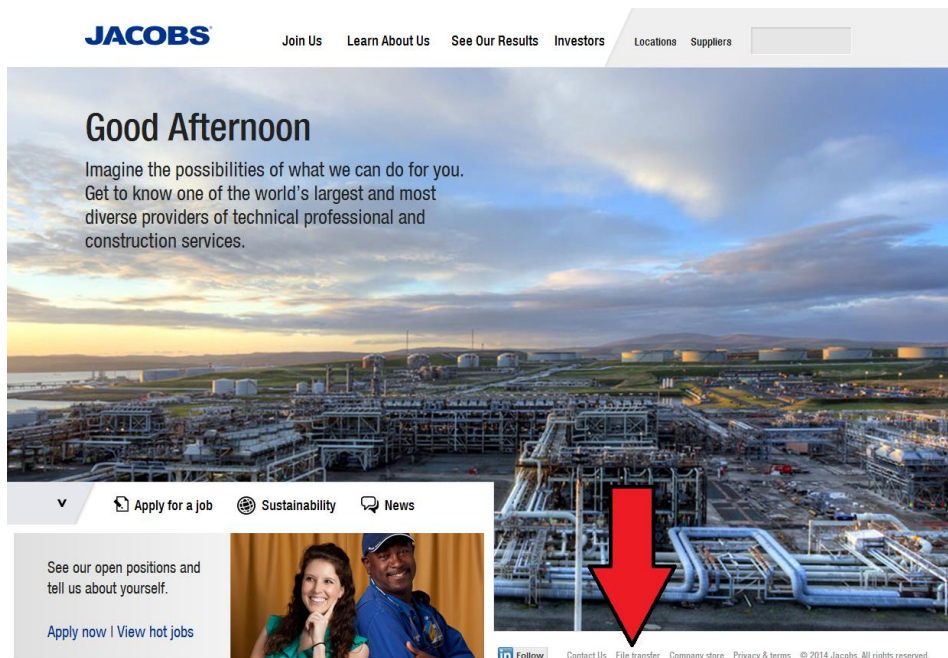 JACOBS
Join Us Learn About Us See Our Results Investors Locations Suppliers
Good Afternoon
Imagine the possibilities of what we can do for you.
Get to know one of the world's largest and most
diverse providers of technical professional and
construction services.
v Apply for a job Sustainability News
See our open positions and
tell us about yourself.
Apply now | View hot jobs
in Follow Contact Us File transfer Company store Privacy & terms © 2014 Jacobs. All rights reserved.